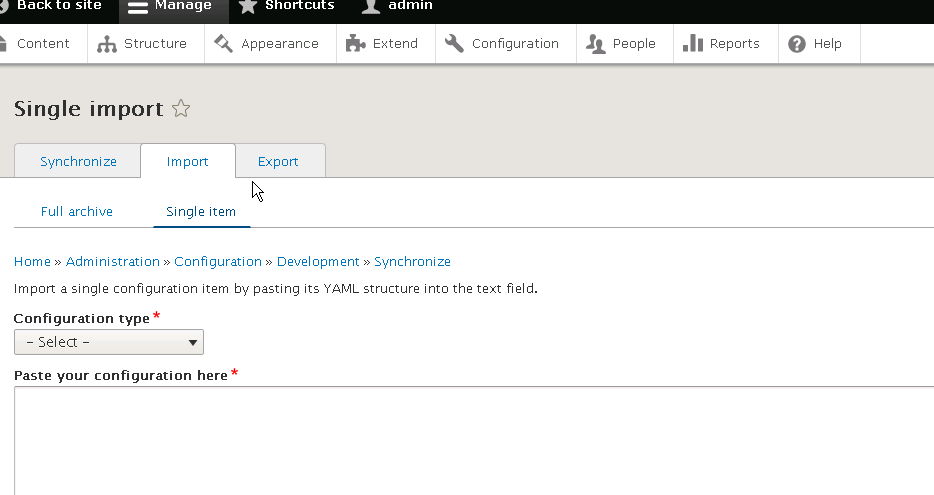 Back to site Manage Shortcuts admin
Content Structure Appearance Extend Configuration People Reports Help
Single import
Synchronize Import Export
Full archive Single item
Home » Administration » Configuration » Development » Synchronize
Import a single configuration item by pasting its YAML structure into the text field.
Configuration type *
- Select -
Paste your configuration here *